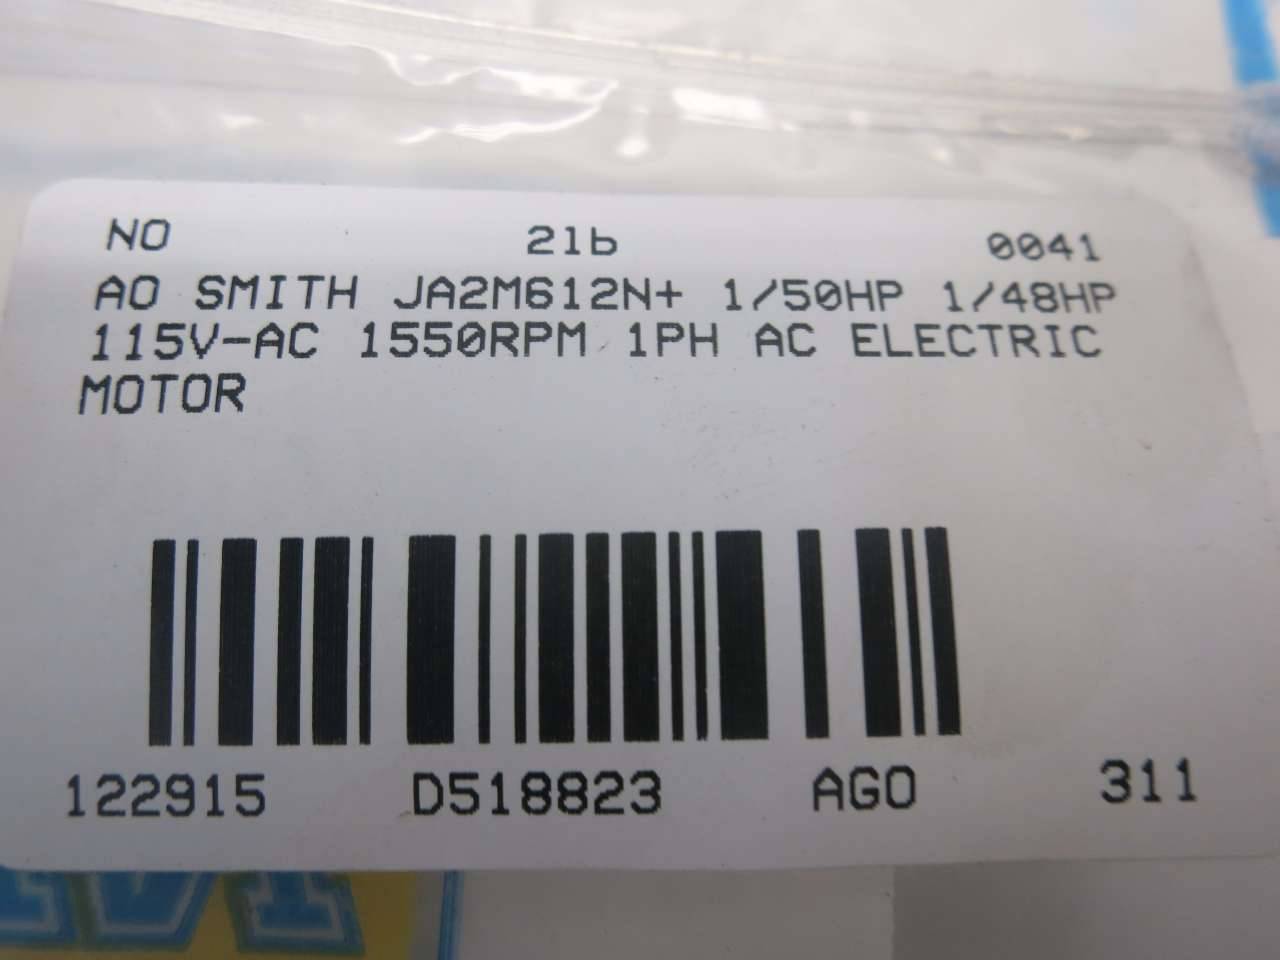 NO 2lb 0041
AO SMITH JA2M612N+ 1/50HP 1/48HP
115V-AC 1550RPM 1PH AC ELECTRIC
MOTOR
122915 D518823 AGO 311